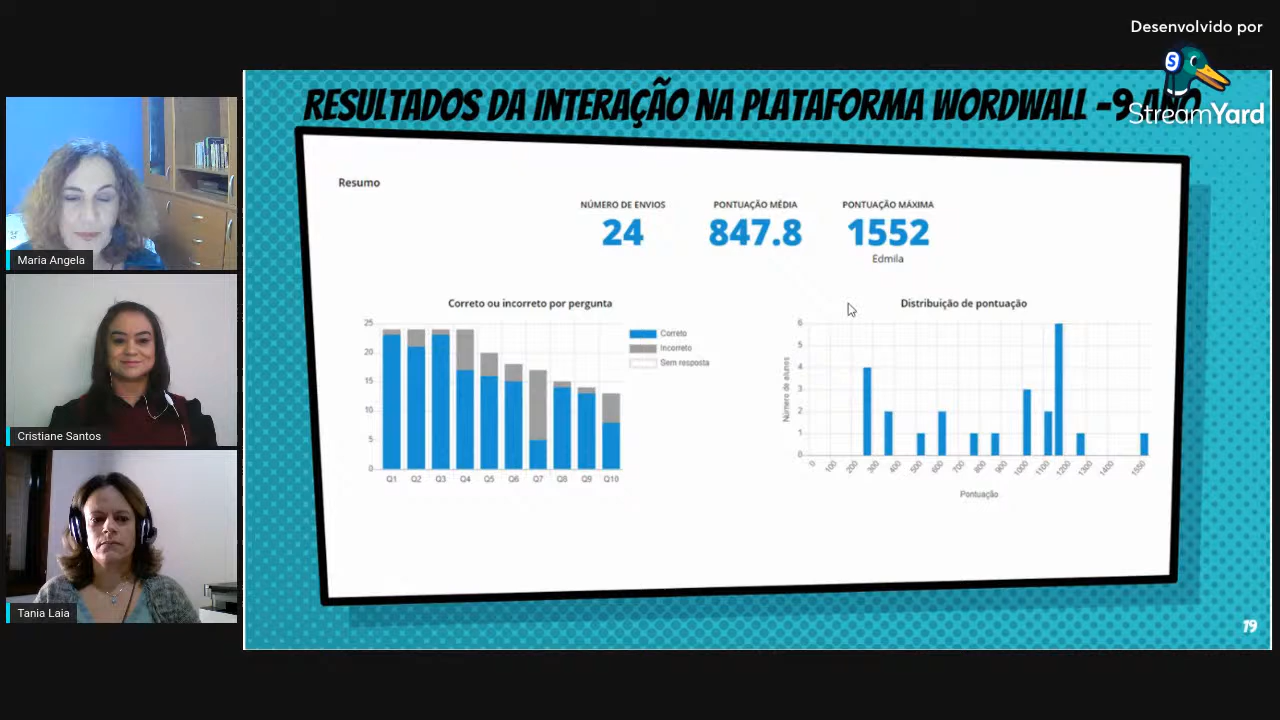 Desenvolvido por
StreamYard
RESULTADOS DA INTERAÇÃO NA PLATAFORMA WORDWALL -9 ANO
Resumo
NÚMERO DE ENVIOS
24
PONTUAÇÃO MÉDIA
847.8
PONTUAÇÃO MÁXIMA
1552
Edmila
Correto ou incorreto por pergunta
25
20
15
10
5
0
Q1 Q2 Q3 Q4 Q5 Q6 Q7 Q8 Q9 Q10
Correto
Incorreto
Sem resposta
Distribuição de pontuação
Número de alunos
6
5
4
3
2
1
0
0 100 200 300 400 500 600 700 800 900 1000 1100 1200 1300 1400 1550
Pontuação
19
Maria Angela
Cristiane Santos
Tania Laia